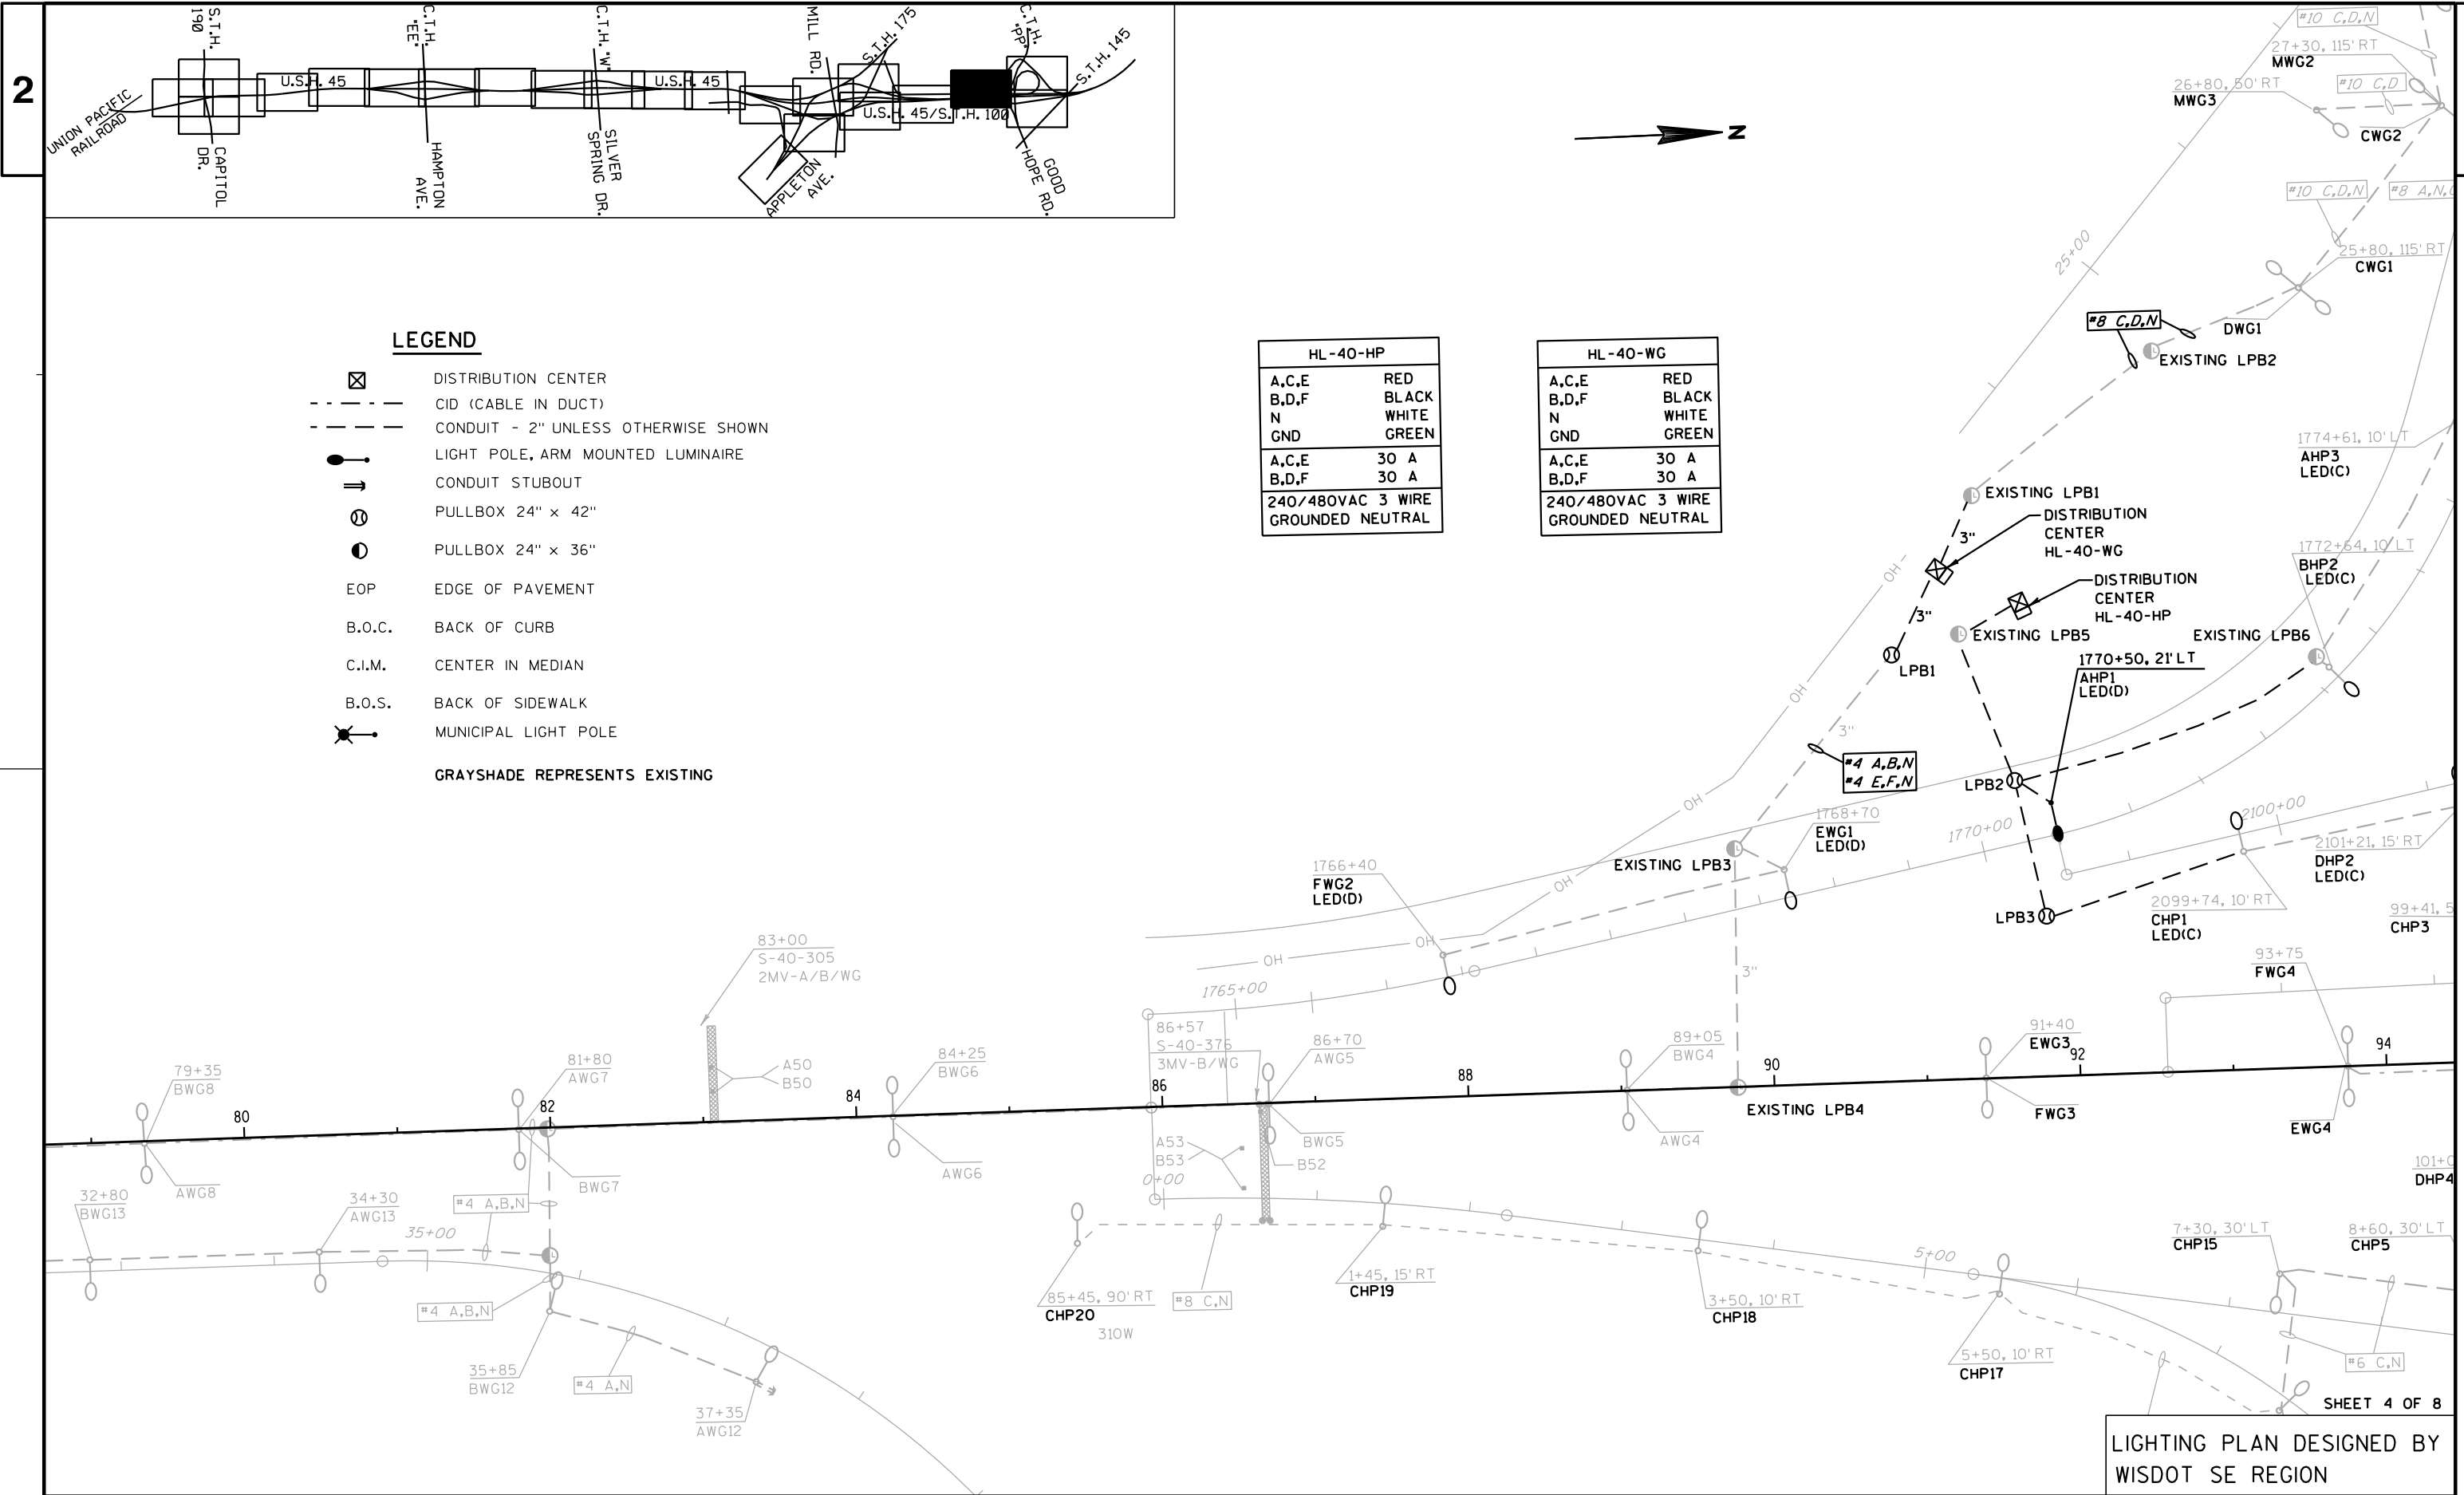 2
S.T.H.
190
C.T.H.
"EE"
C.T.H. "W"
MILL RD.
S.T.H. 175
C.T.H.
"PP"
S.T.H. 145
UNION PACIFIC
RAILROAD
U.S.H. 45
U.S.H. 45
U.S.H. 45/S.T.H. 100
CAPITOL
DR.
HAMPTON
AVE.
SILVER
SPRING DR.
APPLETON
AVE.
GOOD
HOPE RD.
N
LEGEND
DISTRIBUTION CENTER
CID (CABLE IN DUCT)
CONDUIT - 2" UNLESS OTHERWISE SHOWN
LIGHT POLE, ARM MOUNTED LUMINAIRE
CONDUIT STUBOUT
PULLBOX 24" x 42"
PULLBOX 24" x 36"
EOP EDGE OF PAVEMENT
B.O.C. BACK OF CURB
C.I.M. CENTER IN MEDIAN
B.O.S. BACK OF SIDEWALK
MUNICIPAL LIGHT POLE
GRAYSHADE REPRESENTS EXISTING
HL-40-HP
A,C,E RED
B,D,F BLACK
N WHITE
GND GREEN
A,C,E 30 A
B,D,F 30 A
240/480VAC 3 WIRE
GROUNDED NEUTRAL
HL-40-WG
A,C,E RED
B,D,F BLACK
N WHITE
GND GREEN
A,C,E 30 A
B,D,F 30 A
240/480VAC 3 WIRE
GROUNDED NEUTRAL
#10 C,D,N
27+30, 115' RT
MWG2
26+80, 50' RT
MWG3
#10 C,D
CWG2
#10 C,D,N
#8 A,N,
25+00
25+80, 115' RT
CWG1
#8 C,D,N
DWG1
EXISTING LPB2
1774+61, 10' LT
AHP3
LED(C)
EXISTING LPB1
3"
DISTRIBUTION
CENTER
HL-40-WG
1772+64, 10' LT
BHP2
LED(C)
DISTRIBUTION
CENTER
HL-40-HP
3"
OH
EXISTING LPB5
EXISTING LPB6
LPB1
1770+50, 21' LT
AHP1
LED(D)
OH
3"
#4 A,B,N
#4 E,F,N
LPB2
OH
1768+70
EWG1
LED(D)
1770+00
2100+00
2101+21, 15' RT
DHP2
LED(C)
EXISTING LPB3
1766+40
FWG2
LED(D)
OH
LPB3
2099+74, 10' RT
CHP1
LED(C)
99+41, 5
CHP3
83+00
S-40-305
2MV-A/B/WG
OH
OH
3"
1765+00
93+75
FWG4
86+57
S-40-376
3MV-B/WG
86+70
AWG5
89+05
BWG4
91+40
EWG3
79+35
BWG8
81+80
AWG7
A50
B50
84+25
BWG6
80
82
84
86
88
90
92
94
EXISTING LPB4
FWG3
EWG4
AWG8
BWG7
AWG6
A53
B53
BWG5
B52
AWG4
0+00
101+0
DHP4
32+80
BWG13
34+30
AWG13
#4 A,B,N
35+00
7+30, 30' LT
CHP15
8+60, 30' LT
CHP5
5+00
#4 A,B,N
85+45, 90' RT
CHP20
310W
#8 C,N
1+45, 15' RT
CHP19
3+50, 10' RT
CHP18
5+50, 10' RT
CHP17
#6 C,N
35+85
BWG12
#4 A,N
37+35
AWG12
SHEET 4 OF 8
LIGHTING PLAN DESIGNED BY
WISDOT SE REGION